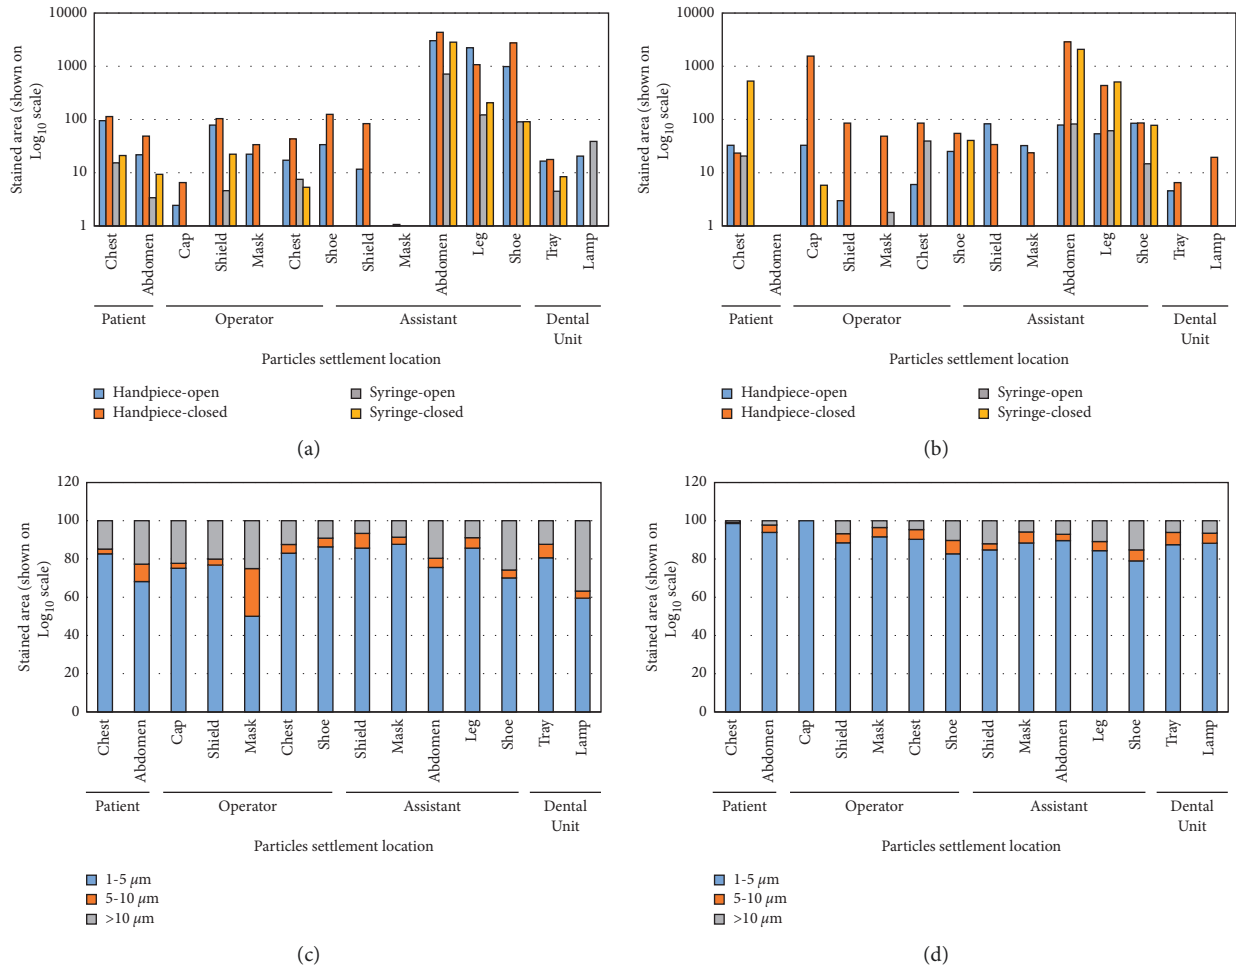 Stained area (shown on
Log10 scale)
10000
1000
100
10
1
Chest
Abdomen
Cap
Shield
Mask
Chest
Shoe
Shield
Mask
Abdomen
Leg
Shoe
Tray
Lamp
Patient
Operator
Assistant
Dental
Unit
Particles settlement location
Handpiece-open
Handpiece-closed
Syringe-open
Syringe-closed
(a)
Stained area (shown on
Log10 scale)
10000
1000
100
10
1
Chest
Abdomen
Cap
Shield
Mask
Chest
Shoe
Shield
Mask
Abdomen
Leg
Shoe
Tray
Lamp
Patient
Operator
Assistant
Dental
Unit
Particles settlement location
Handpiece-open
Handpiece-closed
Syringe-open
Syringe-closed
(b)
Stained area (shown on
Log10 scale)
120
100
80
60
40
20
0
Chest
Abdomen
Cap
Shield
Mask
Chest
Shoe
Shield
Mask
Abdomen
Leg
Shoe
Tray
Lamp
Patient
Operator
Assistant
Dental
Unit
Particles settlement location
1-5 µm
5-10 µm
>10 µm
(c)
Stained area (shown on
Log10 scale)
120
100
80
60
40
20
0
Chest
Abdomen
Cap
Shield
Mask
Chest
Shoe
Shield
Mask
Abdomen
Leg
Shoe
Tray
Lamp
Patient
Operator
Assistant
Dental
Unit
Particles settlement location
1-5 µm
5-10 µm
>10 µm
(d)